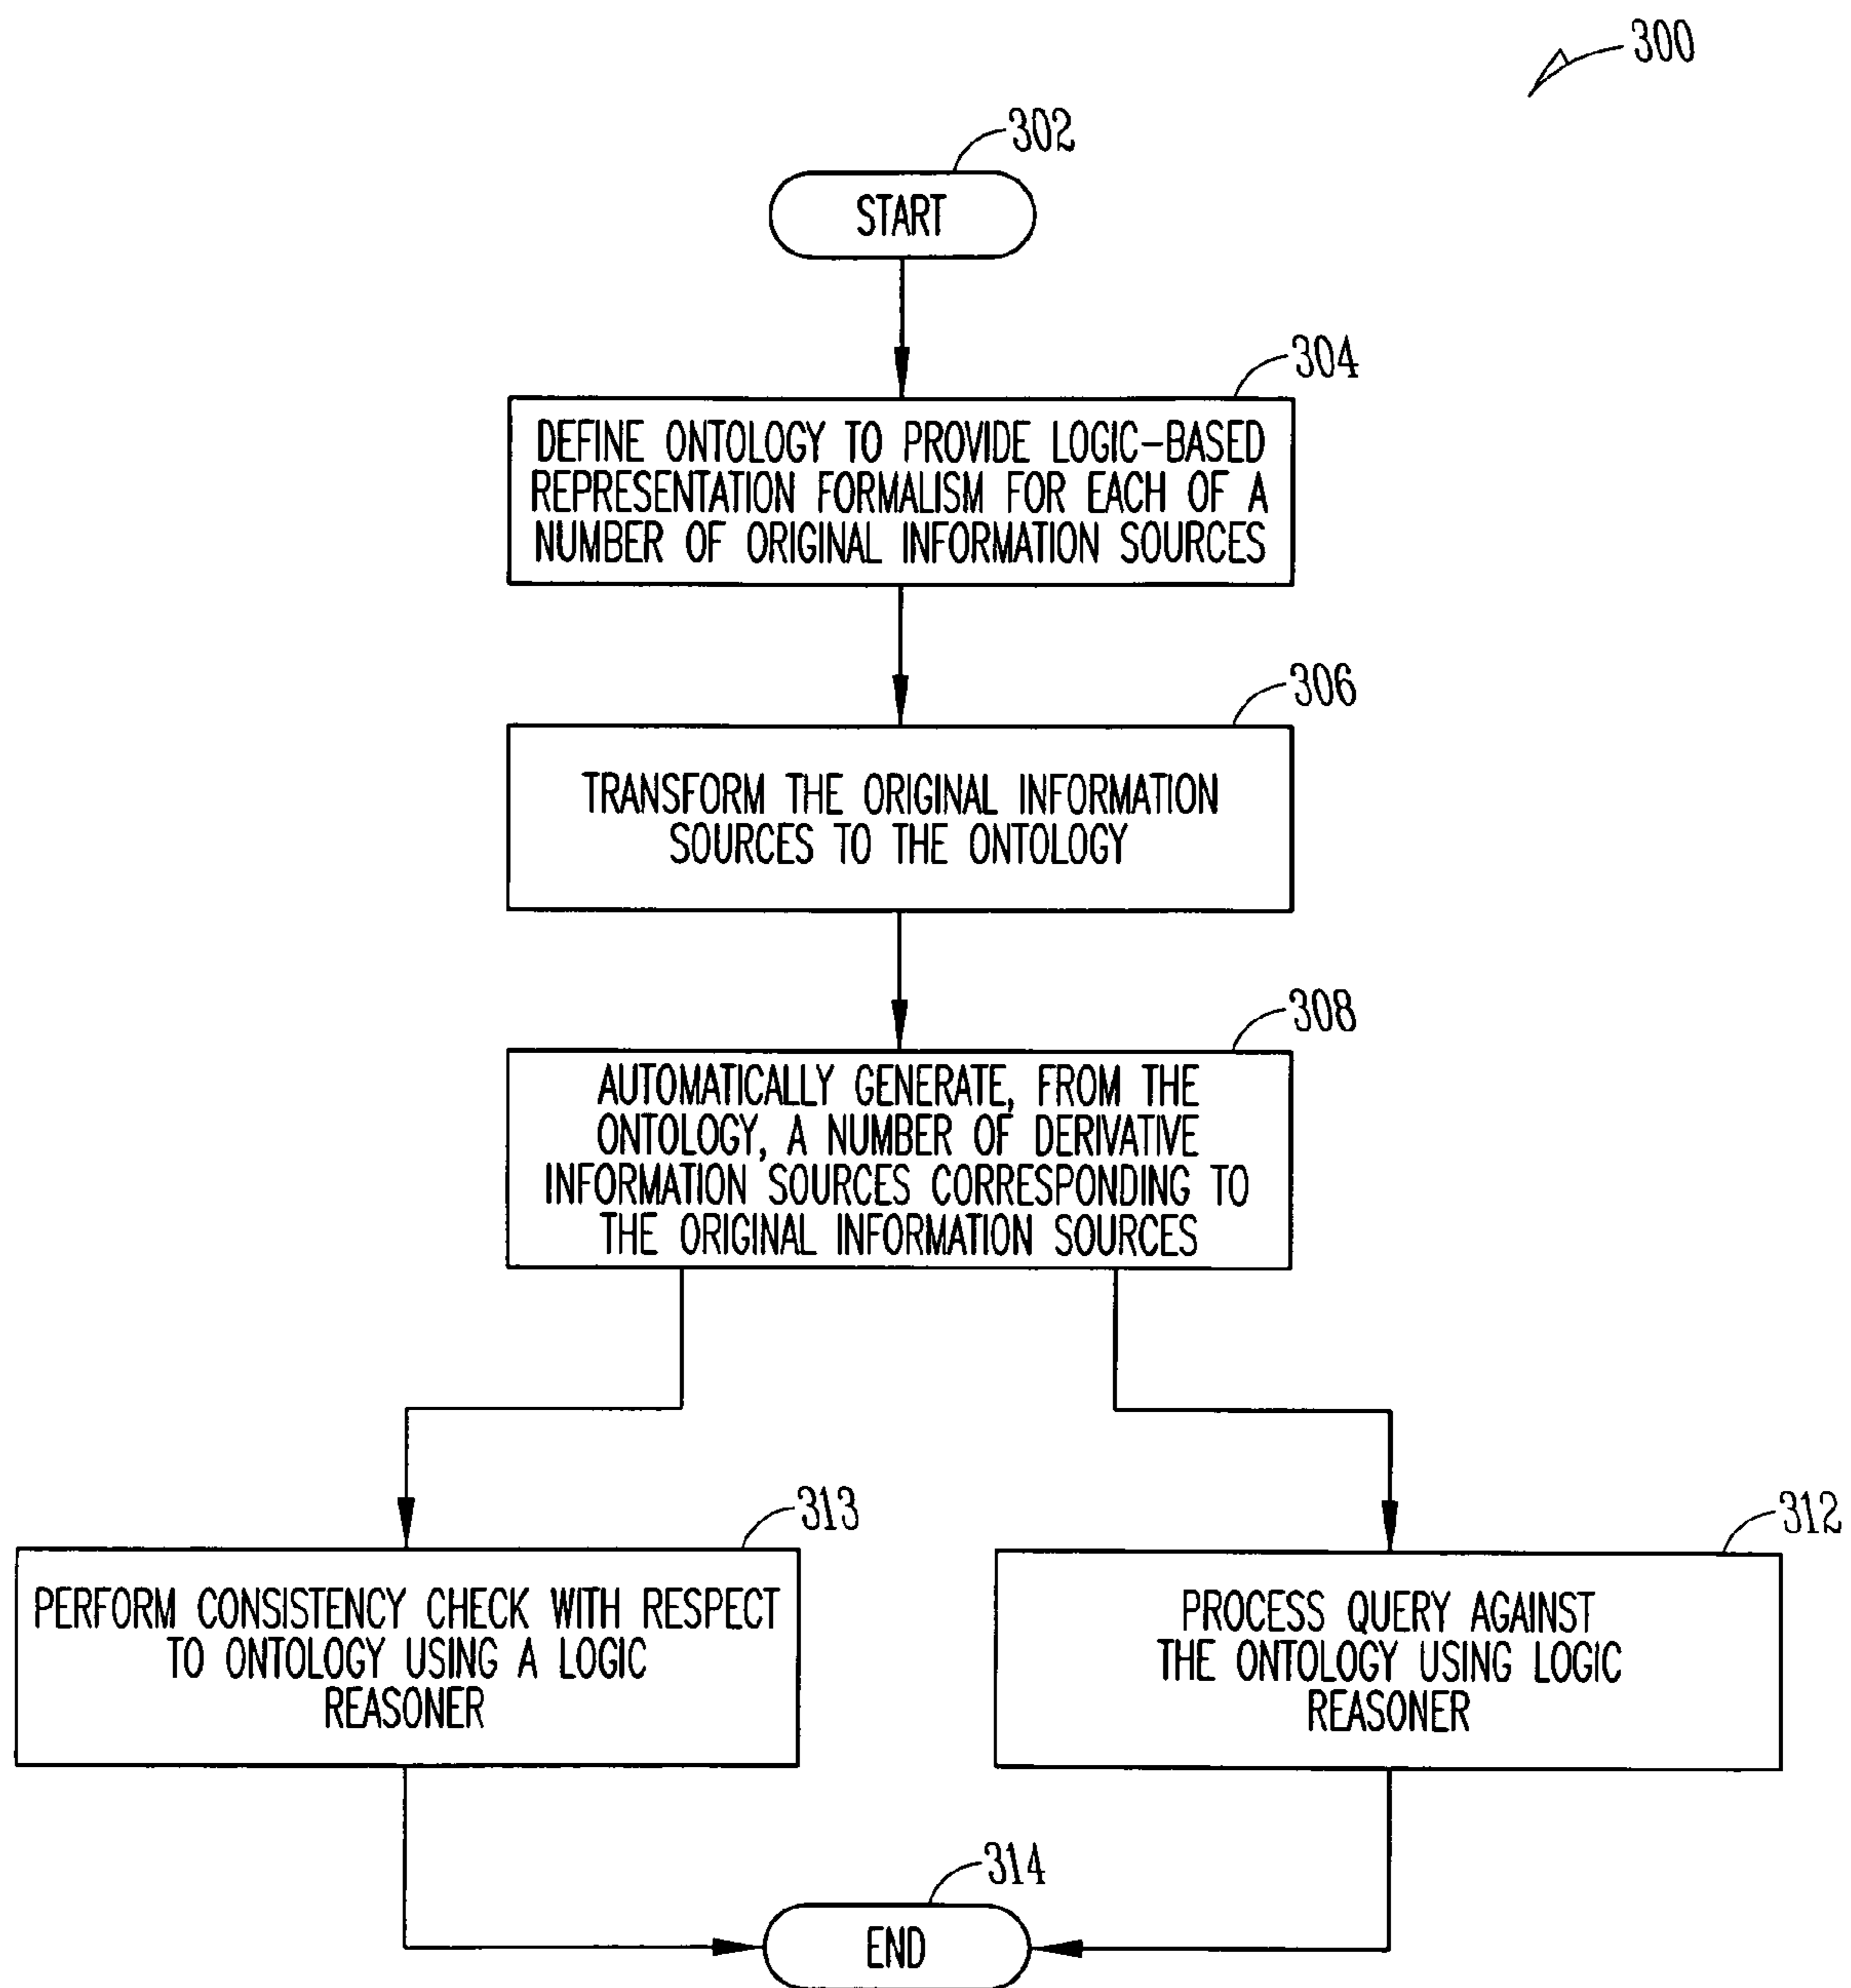 300
302
START
304
DEFINE ONTOLOGY TO PROVIDE LOGIC-BASED
REPRESENTATION FORMALISM FOR EACH OF A
NUMBER OF ORIGINAL INFORMATION SOURCES
306
TRANSFORM THE ORIGINAL INFORMATION
SOURCES TO THE ONTOLOGY
308
AUTOMATICALLY GENERATE, FROM THE
ONTOLOGY, A NUMBER OF DERIVATIVE
INFORMATION SOURCES CORRESPONDING TO
THE ORIGINAL INFORMATION SOURCES
313
PERFORM CONSISTENCY CHECK WITH RESPECT
TO ONTOLOGY USING A LOGIC
REASONER
312
PROCESS QUERY AGAINST
THE ONTOLOGY USING LOGIC
REASONER
314
END